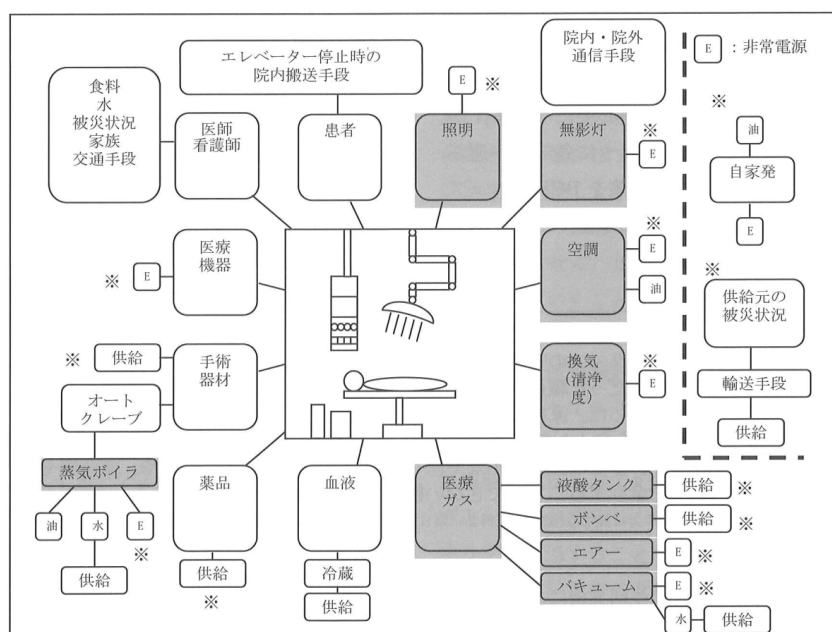 エレベーター停止時の
院内搬送手段
院内・院外
通信手段
E
：非常電源
食料
水
被災状況
家族
交通手段
医師
看護師
患者
E
※
照明
無影灯
※
E
※
油
自家発
E
医療
機器
E
※
空調
※
E
油
※
供給元の
被災状況
輸送手段
供給
手術
器材
供給
※
オート
クレーブ
換気
(清浄
度)
※
E
蒸気ボイラ
油
水
E
※
供給
薬品
供給
※
血液
冷蔵
供給
医療
ガス
液酸タンク
供給
※
ボンベ
供給
※
エアー
E
※
バキューム
E
※
水
供給